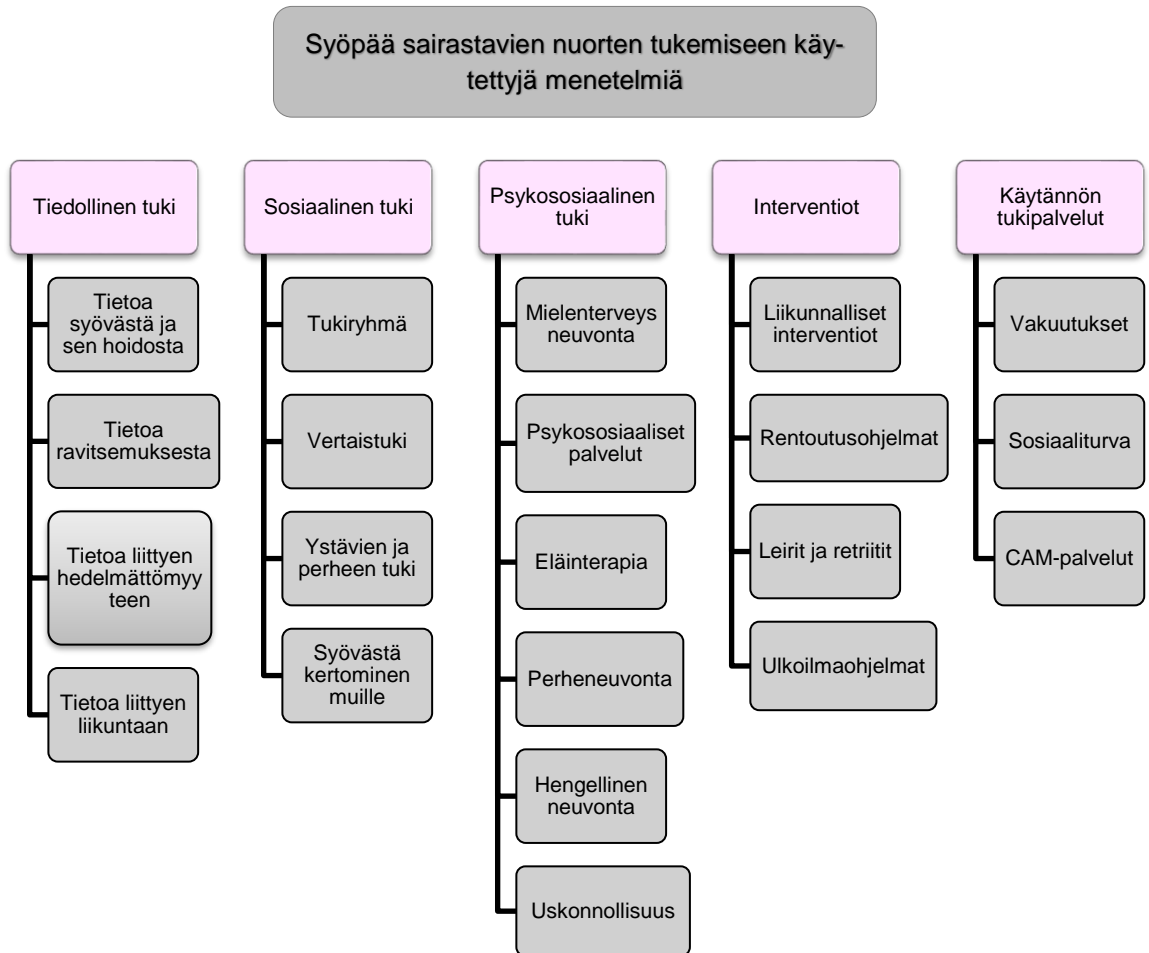 Syöpää sairastavien nuorten tukemiseen käy-
tettyjä menetelmiä
Tiedollinen tuki
Tietoa
syövästä ja
sen hoidosta
Tietoa
ravitsemuksesta
Tietoa liittyen
hedelmättömyy
teen
Tietoa liittyen
liikuntaan
Sosiaalinen tuki
Tukiryhmä
Vertaistuki
Ystävien ja
perheen tuki
Syövästä
kertominen
muille
Psykososiaalinen
tuki
Mielenterveys
neuvonta
Psykososiaaliset
palvelut
Eläinterapia
Perheneuvonta
Hengellinen
neuvonta
Uskonnollisuus
Interventiot
Liikunnalliset
interventiot
Rentoutusohjelmat
Leirit ja retriitit
Ulkoilmaohjelmat
Käytännön
tukipalvelut
Vakuutukset
Sosiaaliturva
CAM-palvelut